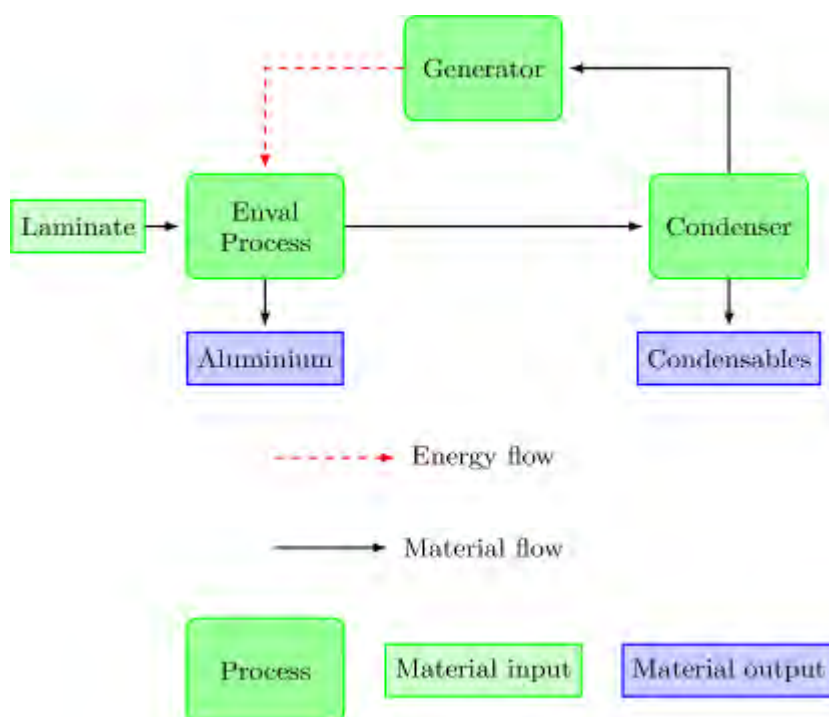 Generator
Laminate
Enval
Process
Condenser
Aluminium
Condensables
Energy flow
Material flow
Process
Material input
Material output